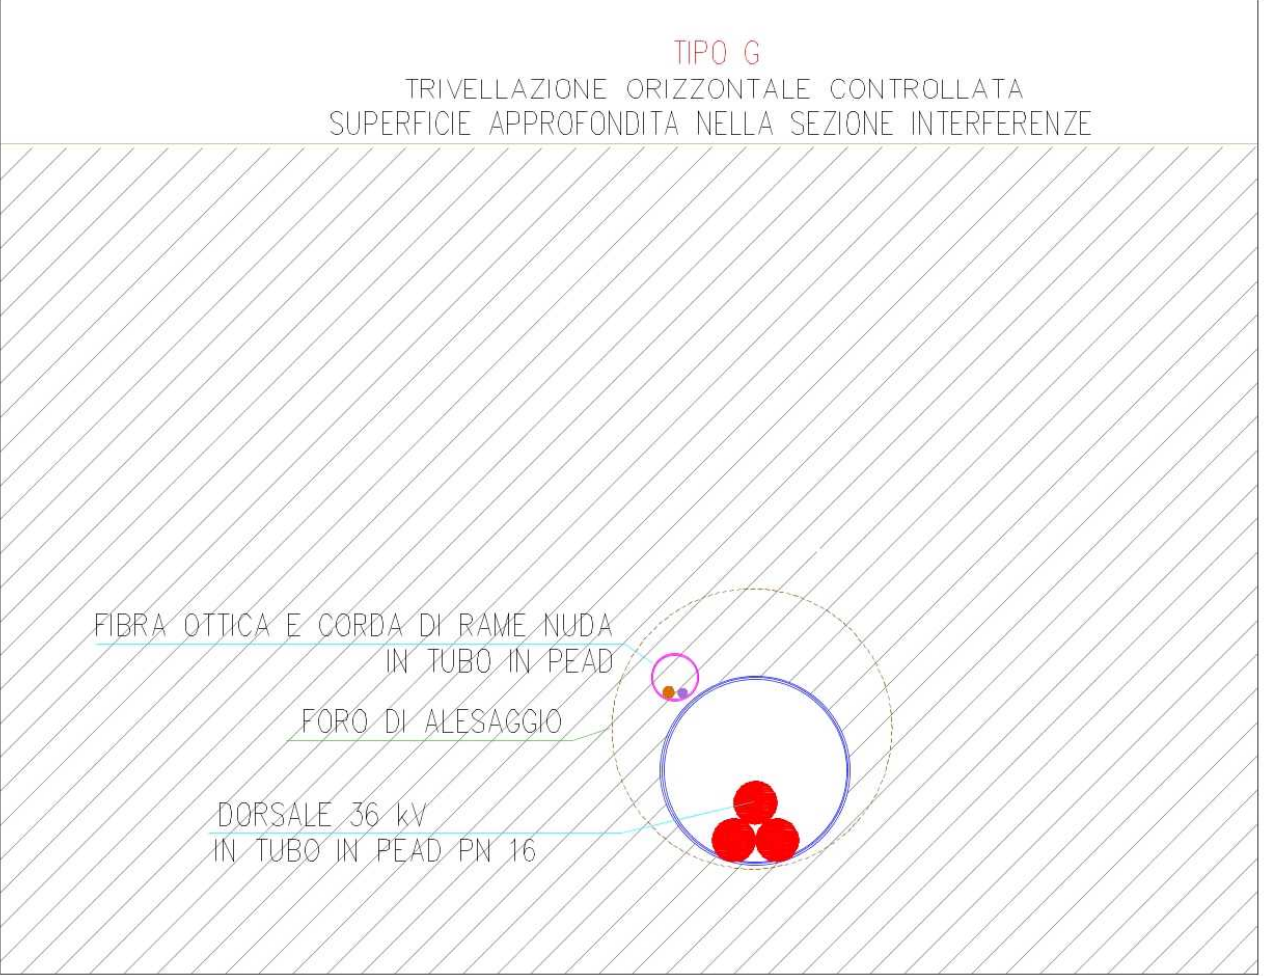 TIPO G
TRIVELLAZIONE ORIZZONTALE CONTROLLATA
SUPERFICIE APPROFONDITA NELLA SEZIONE INTERFERENZE
FIBRA OTTICA E CORDA DI RAME NUDA
IN TUBO IN PEAD
FORO DI ALESAGGIO
DORSALE 36 kV
IN TUBO IN PEAD PN 16